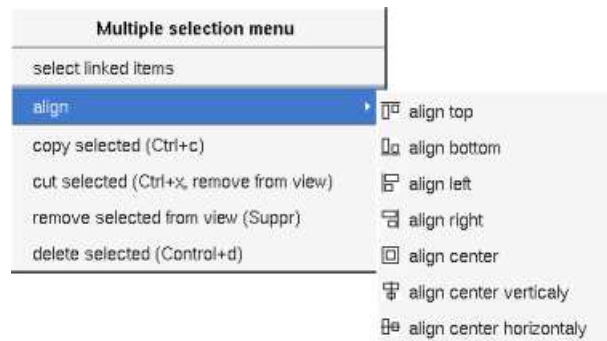 Multiple selection menu
select linked items
align
copy selected (Ctrl+c)
cut selected (Ctrl+x, remove from view)
remove selected from view (Suppr)
delete selected (Control+d)
align top
align bottom
align left
align right
align center
align center verticaly
align center horizontaly